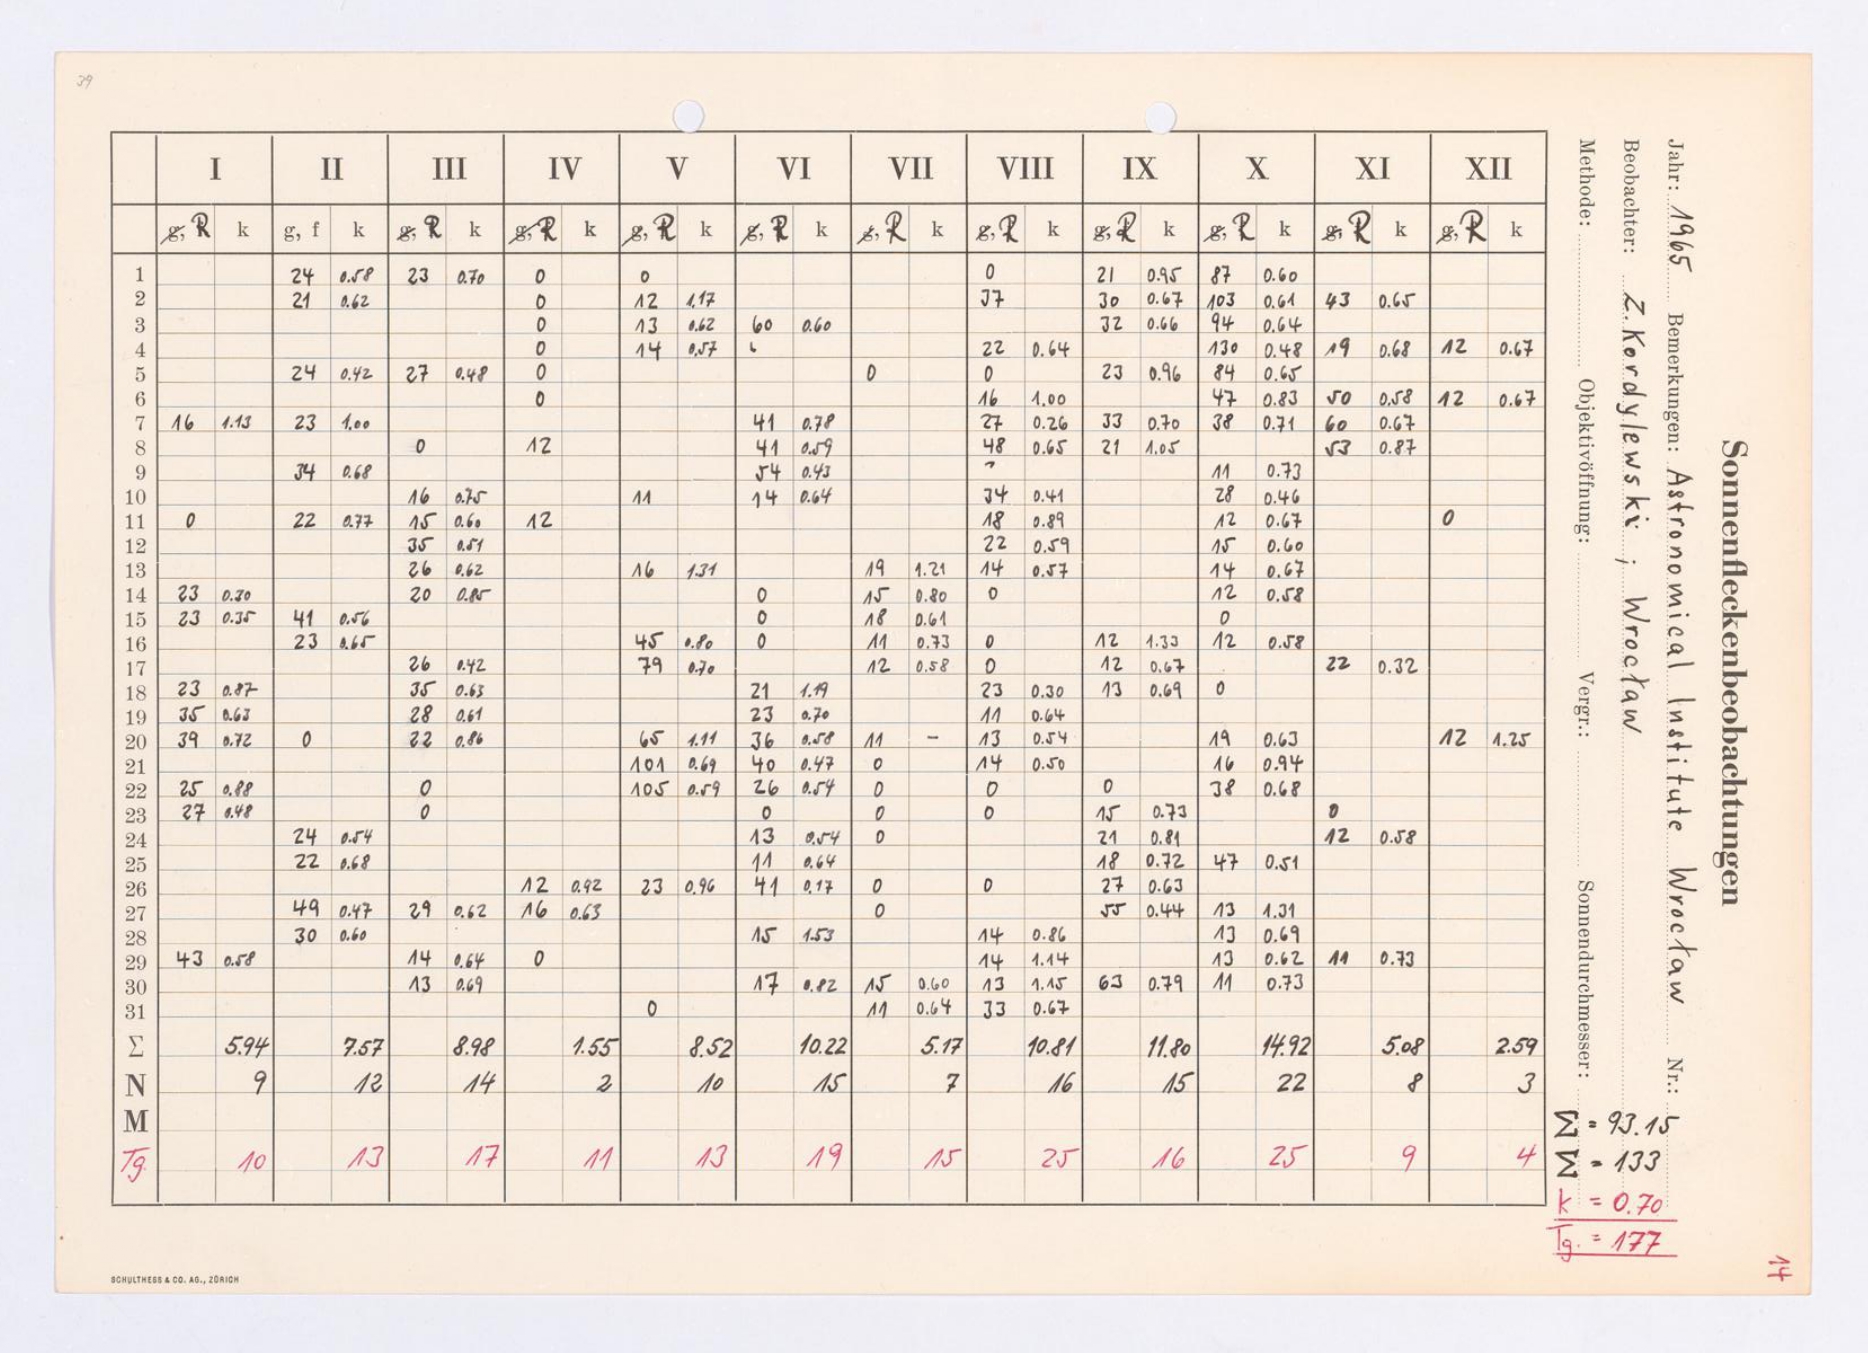 39
Sonnenfleckenbeobachtungen
Jahr: 1965 Bemerkungen: Astronomical Institute Wrocław Nr.:
Beobachter: Z. Kordylewski ; Wrocław
Methode: Objektivöffnung: Vergr.: Sonnendurchmesser:
I II III IV V VI VII VIII IX X XI XII
g, R k g, f k g, R k g, R k g, R k g, R k g, R k g, R k g, R k g, R k g, R k g, R k
1 24 0.58 23 0.70 0 0 0 21 0.95 87 0.60
2 21 0.62 0 12 1.17 37 30 0.67 103 0.61 43 0.65
3 0 13 0.62 60 0.60 32 0.66 94 0.64
4 0 14 0.57 22 0.64 130 0.48 19 0.68 12 0.67
5 24 0.42 27 0.48 0 0 0 23 0.96 84 0.65
6 0 16 1.00 47 0.83 50 0.58 12 0.67
7 16 1.13 23 1.00 41 0.78 27 0.26 33 0.70 38 0.71 60 0.67
8 0 12 41 0.59 48 0.65 21 1.05 53 0.87
9 34 0.68 54 0.43 11 0.73
10 16 0.75 11 14 0.64 34 0.41 28 0.46
11 0 22 0.77 15 0.60 12 18 0.89 12 0.67 0
12 35 0.51 22 0.59 15 0.60
13 26 0.62 16 1.31 19 1.21 14 0.57 14 0.67
14 23 0.30 20 0.85 0 15 0.80 0 12 0.58
15 23 0.35 41 0.56 0 18 0.61 0
16 23 0.65 45 0.80 0 11 0.73 0 12 1.33 12 0.58
17 26 0.42 79 0.70 12 0.58 0 12 0.67 22 0.32
18 23 0.87 35 0.63 21 1.19 23 0.30 13 0.69 0
19 35 0.63 28 0.61 23 0.70 11 0.64
20 39 0.72 0 22 0.86 65 1.11 36 0.58 11 – 13 0.54 19 0.63 12 1.25
21 101 0.69 40 0.47 0 14 0.50 16 0.94
22 25 0.88 0 105 0.59 26 0.54 0 0 0 38 0.68
23 27 0.48 0 0 0 0 15 0.73 0
24 24 0.54 13 0.54 0 21 0.81 12 0.58
25 22 0.68 11 0.64 18 0.72 47 0.51
26 12 0.92 23 0.96 41 0.17 0 0 27 0.63
27 49 0.47 29 0.62 16 0.63 0 55 0.44 13 1.31
28 30 0.60 15 1.53 14 0.86 13 0.69
29 43 0.58 14 0.64 0 14 1.14 13 0.62 11 0.73
30 13 0.69 17 0.82 15 0.60 13 1.15 63 0.79 11 0.73
31 0 11 0.64 33 0.67
Σ 5.94 7.57 8.98 1.55 8.52 10.22 5.17 10.81 11.80 14.92 5.08 2.59
N 9 12 14 2 10 15 7 16 15 22 8 3
M
Tg. 10 13 17 11 13 19 15 25 16 25 9 4
Σ = 93.15
Σ = 133
k = 0.70
Tg. = 177
14
SCHULTHESS & CO. AG., ZÜRICH